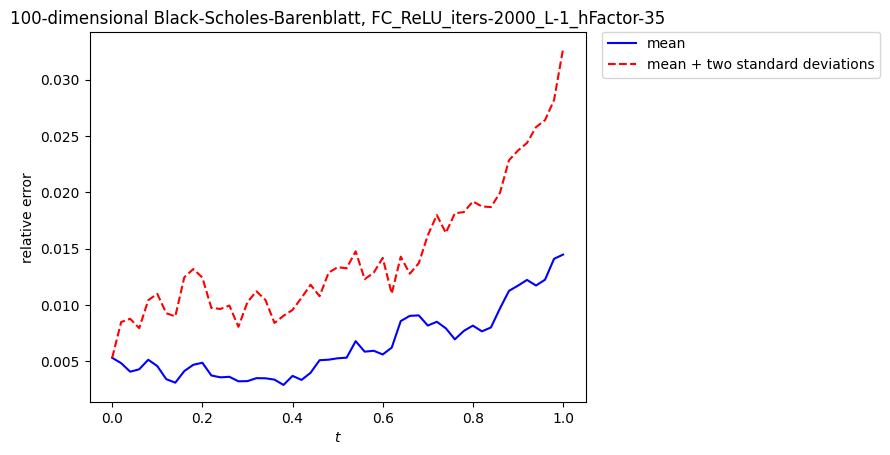 100-dimensional Black-Scholes-Barenblatt, FC_ReLU_iters-2000_L-1_hFactor-35
mean
mean + two standard deviations
relative error
0.030
0.025
0.020
0.015
0.010
0.005
0.0
0.2
0.4
0.6
0.8
1.0
t